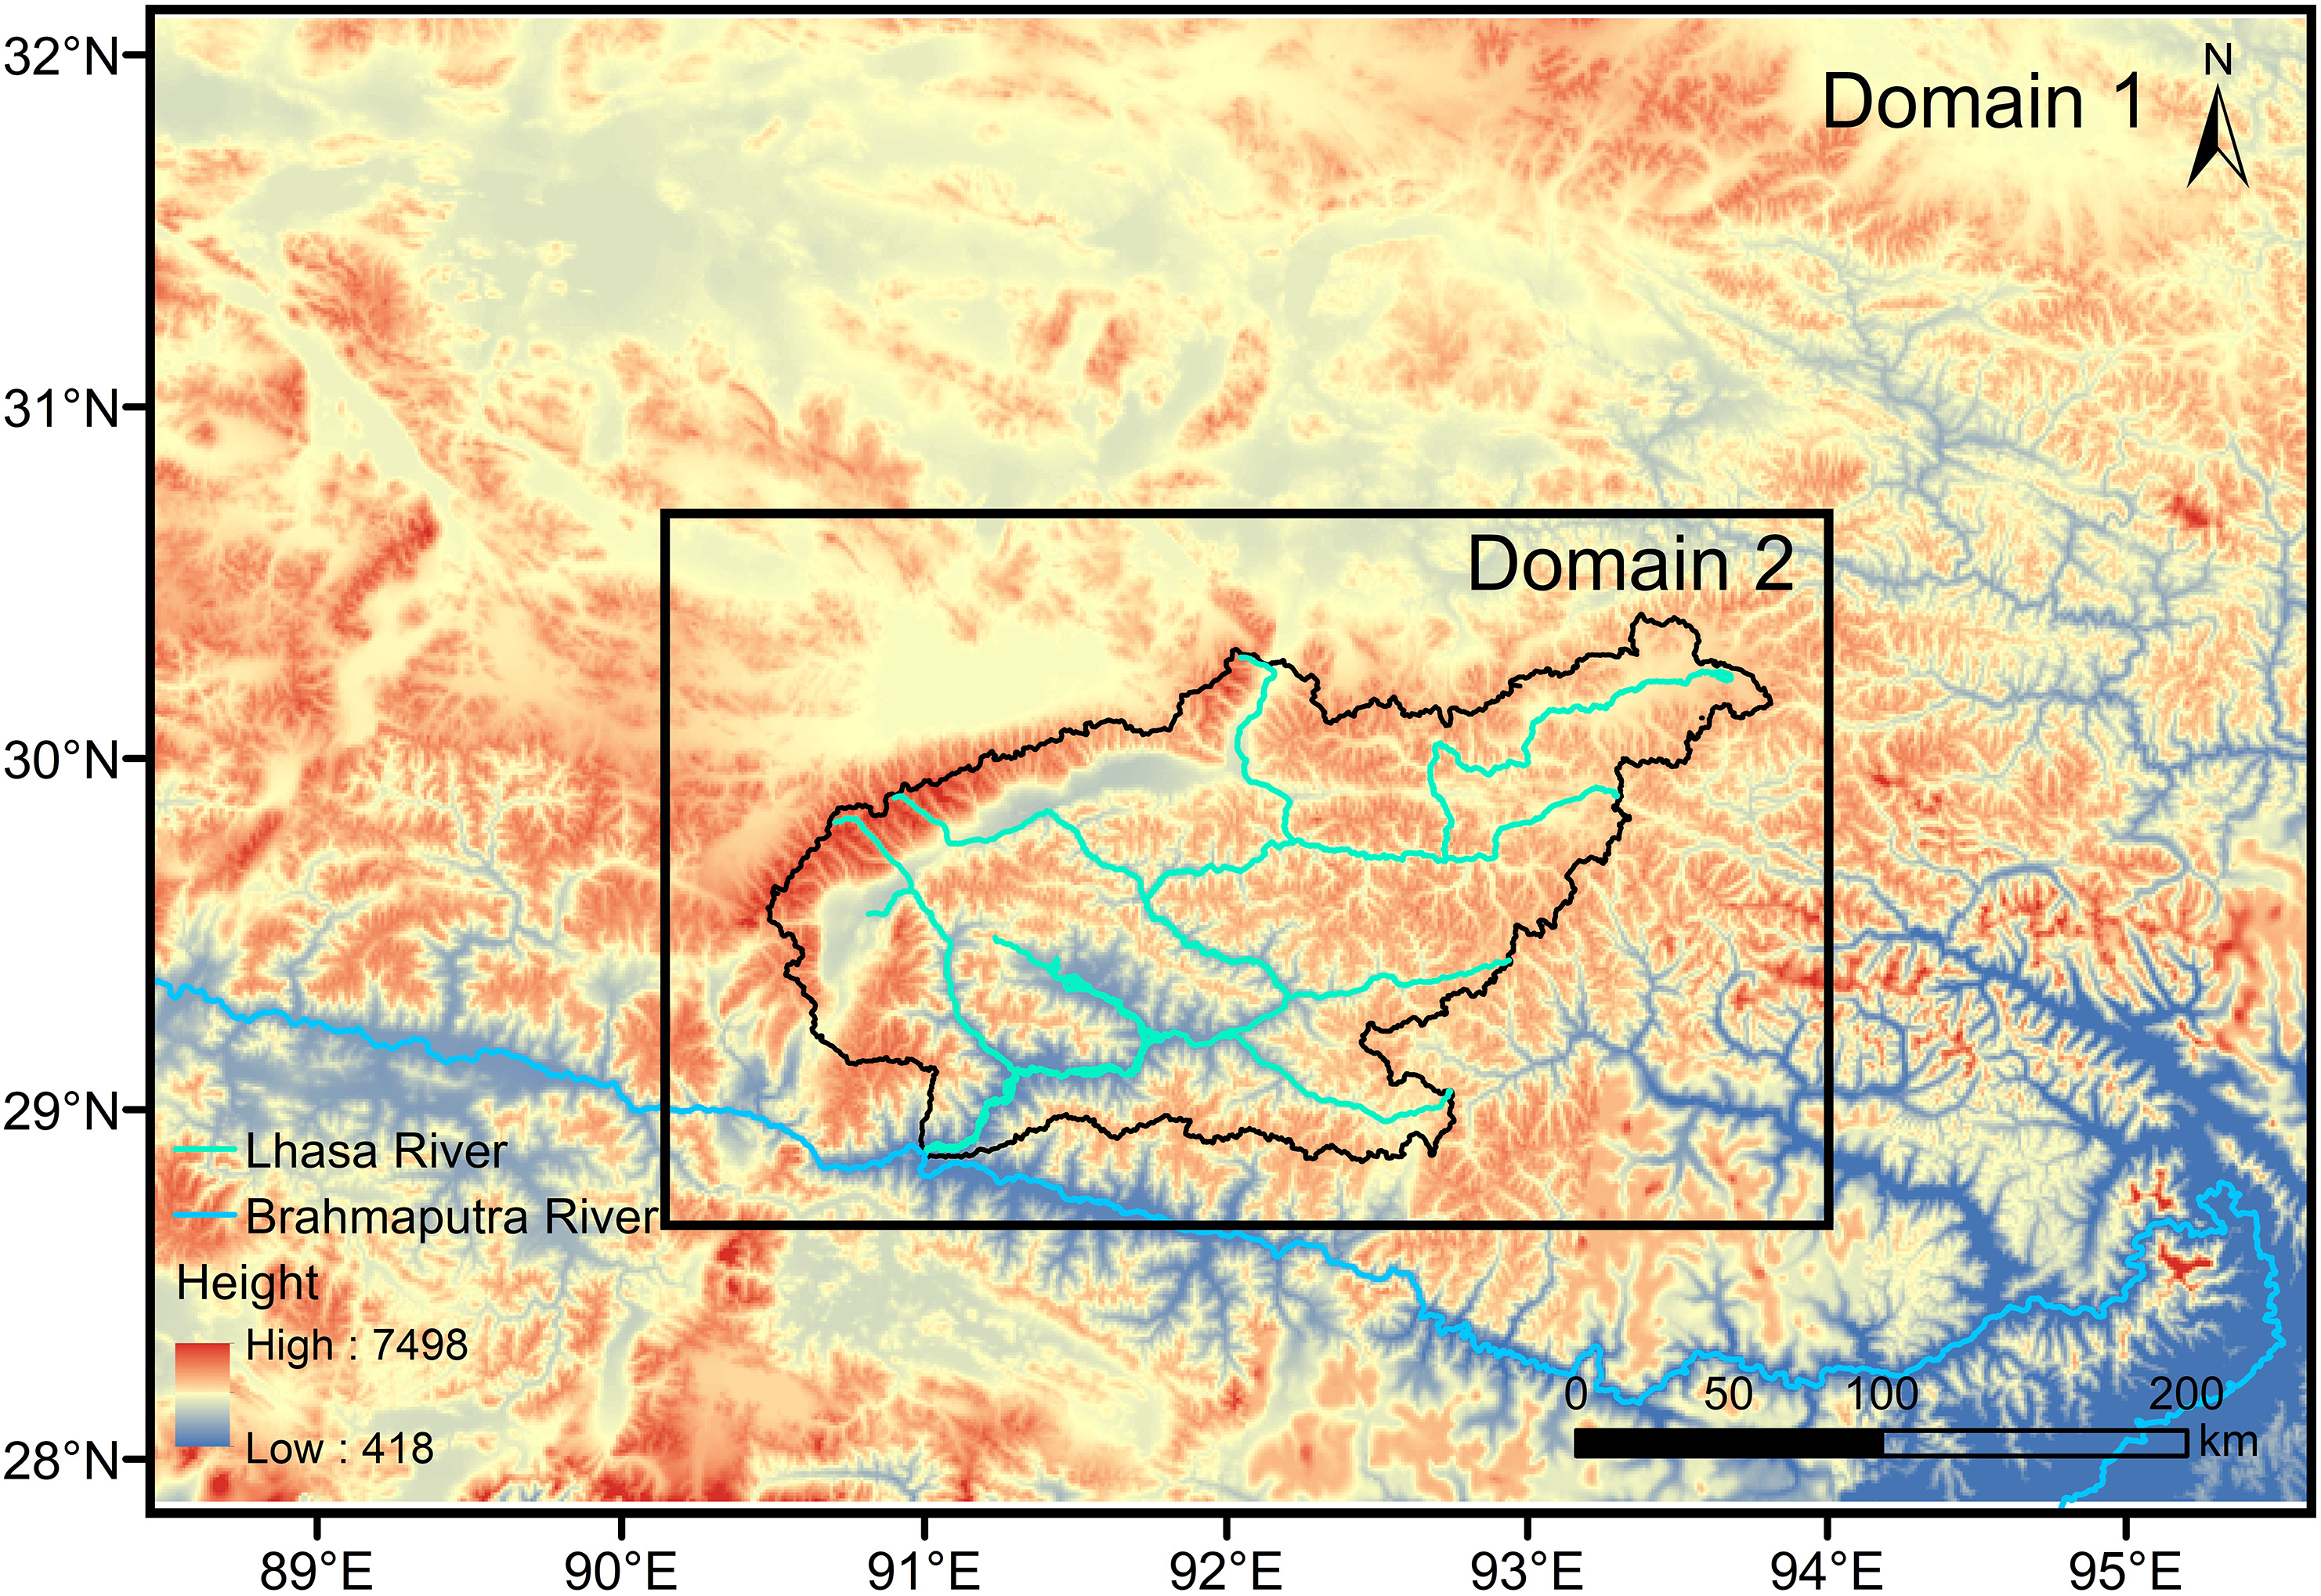 32°N
31°N
30°N
29°N
28°N
Domain 1
N
Domain 2
Lhasa River
Brahmaputra River
Height
High : 7498
Low : 418
0 50 100 200
km
89°E 90°E 91°E 92°E 93°E 94°E 95°E